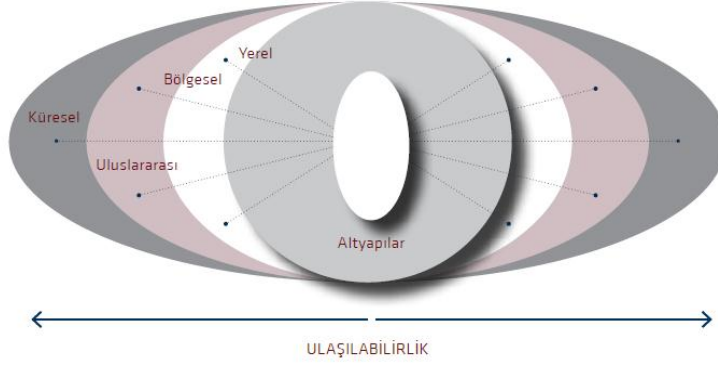 Yerel
Bölgesel
Küresel
Uluslararası
Altyapılar
ULAŞILABİLİRLİK